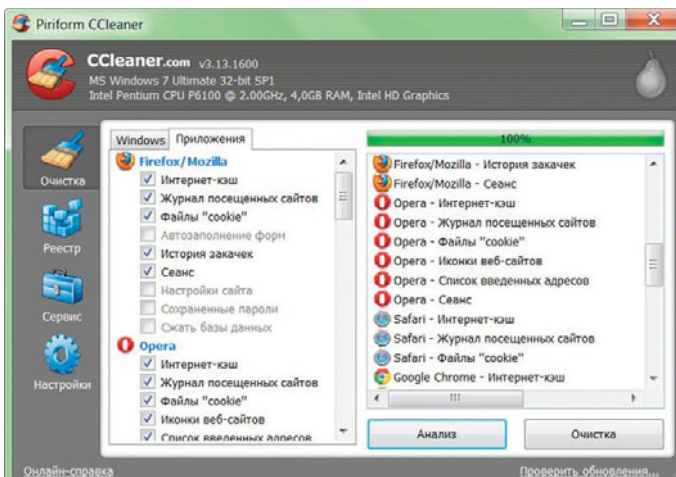 Piriform CCleaner
CCleaner.com v3.13.1600
MS Windows 7 Ultimate 32-bit SP1
Intel Pentium CPU P6100 @ 2.00GHz, 4,0GB RAM, Intel HD Graphics
Очистка
Реестр
Сервис
Настройки
Windows
Приложения
Firefox/Mozilla
Интернет-кэш
Журнал посещенных сайтов
Файлы "cookie"
Автозаполнение форм
История закачек
Сеанс
Настройки сайта
Сохраненные пароли
Сжать базы данных
Opera
Интернет-кэш
Журнал посещенных сайтов
Файлы "cookie"
Иконки веб-сайтов
Список введенных адресов
100%
Firefox/Mozilla - История закачек
Firefox/Mozilla - Сеанс
Opera - Интернет-кэш
Opera - Журнал посещенных сайтов
Opera - Файлы "cookie"
Opera - Иконки веб-сайтов
Opera - Список введенных адресов
Opera - Сеанс
Safari - Интернет-кэш
Safari - Журнал посещенных сайтов
Safari - Файлы "cookie"
Google Chrome - Интернет-кэш
Анализ
Очистка
Онлайн-справка
Проверить обновления...